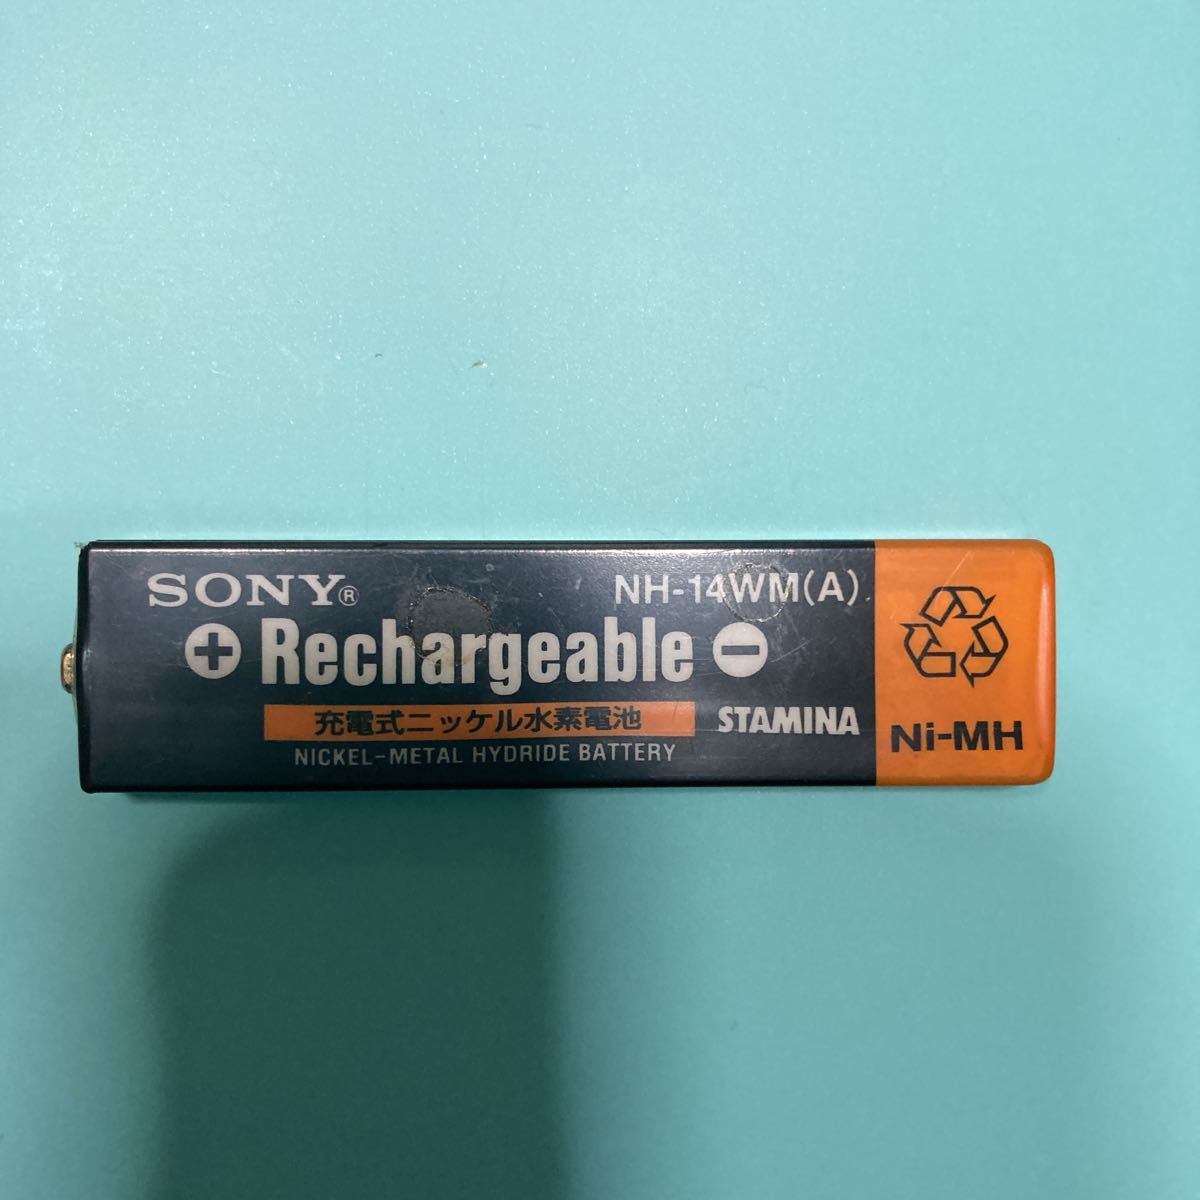 SONY® NH-14WM(A)
+ Rechargeable −
充電式ニッケル水素電池 STAMINA
NICKEL-METAL HYDRIDE BATTERY
Ni-MH